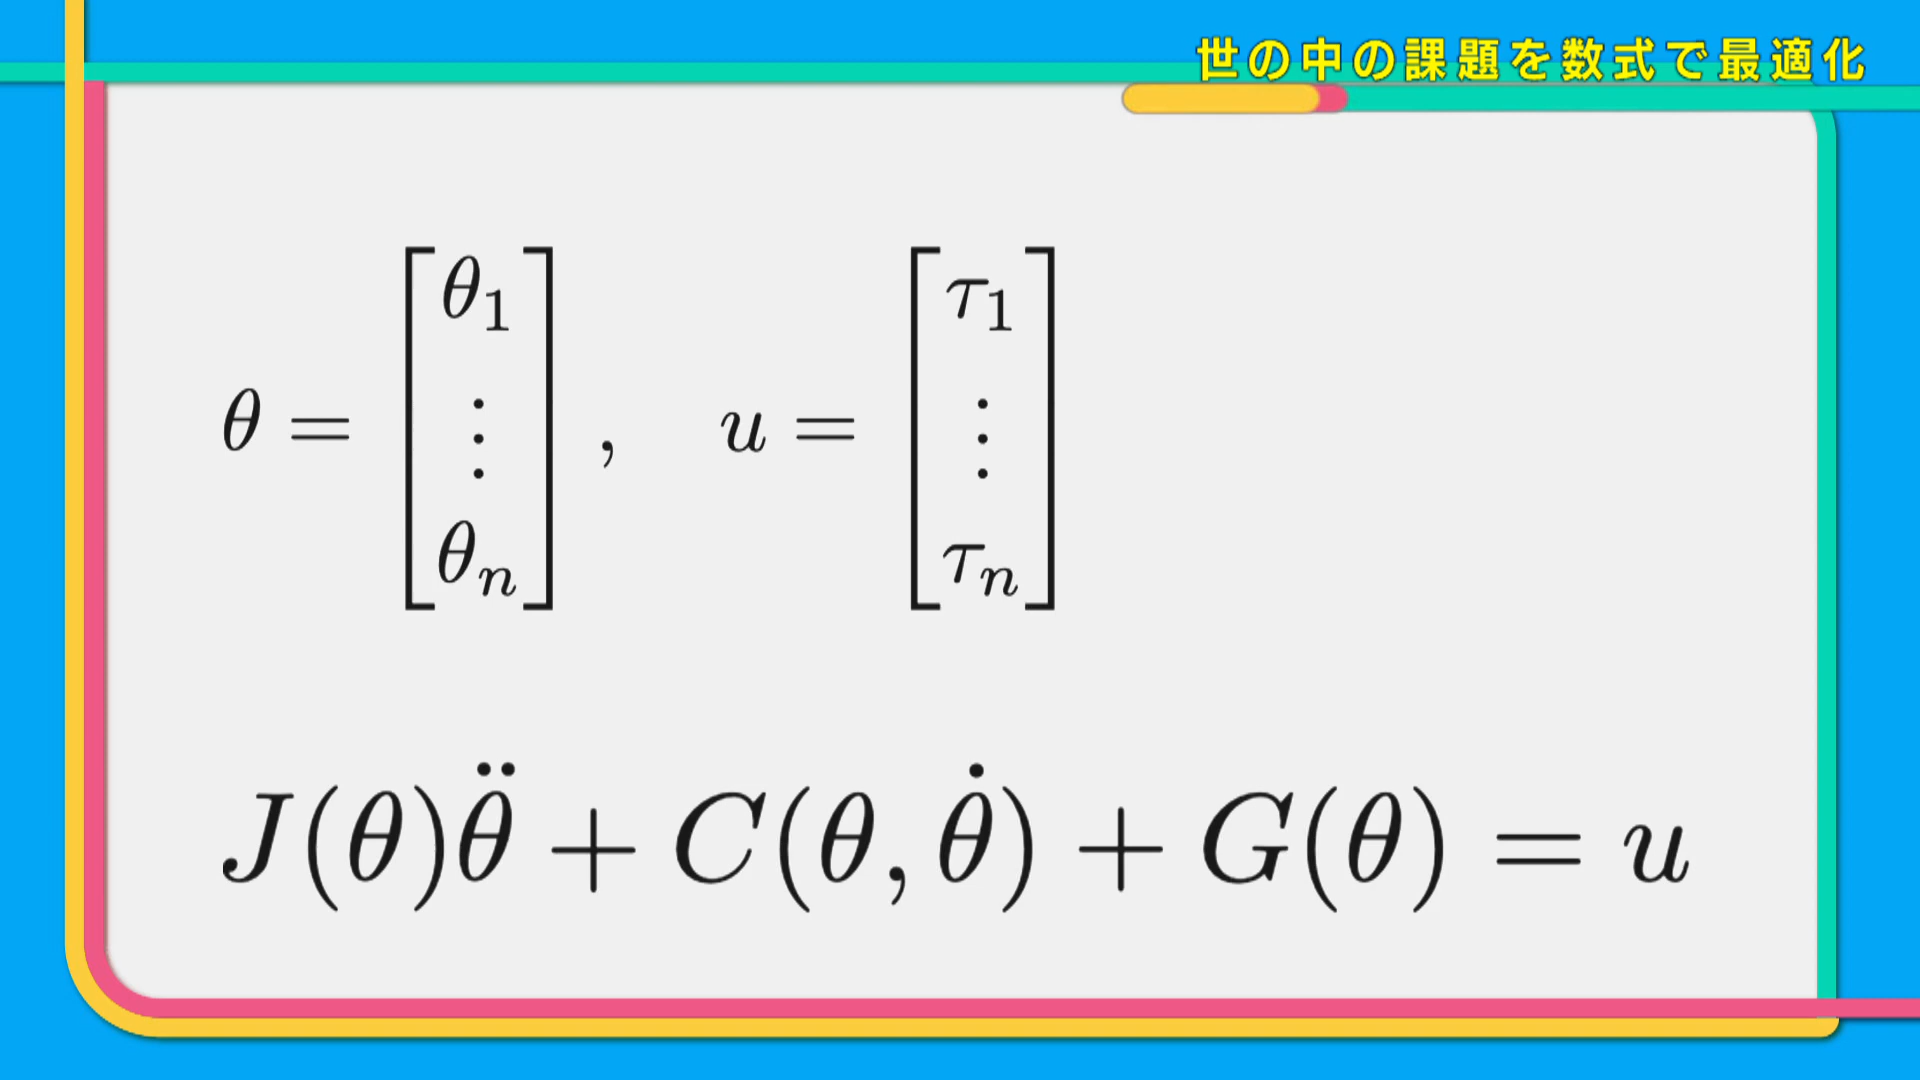 世の中の課題を数式で最適化
θ = [θ₁ ⋮ θₙ] , u = [τ₁ ⋮ τₙ]
J(θ)θ̈ + C(θ, θ̇) + G(θ) = u